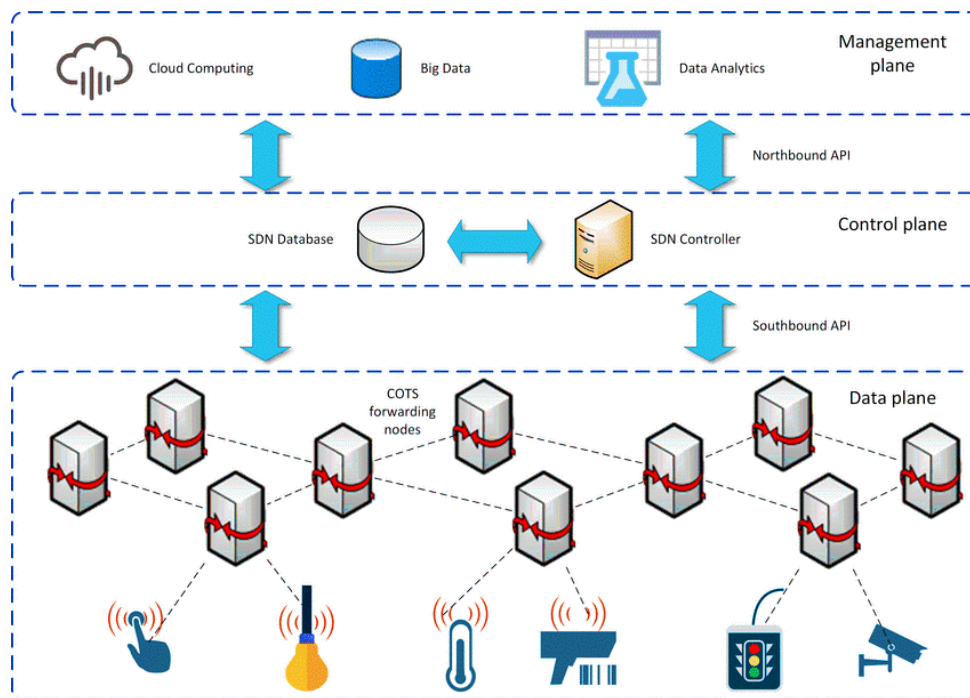 Management
plane
Cloud Computing
Big Data
Data Analytics
Northbound API
Control plane
SDN Database
SDN Controller
Southbound API
Data plane
COTS
forwarding
nodes